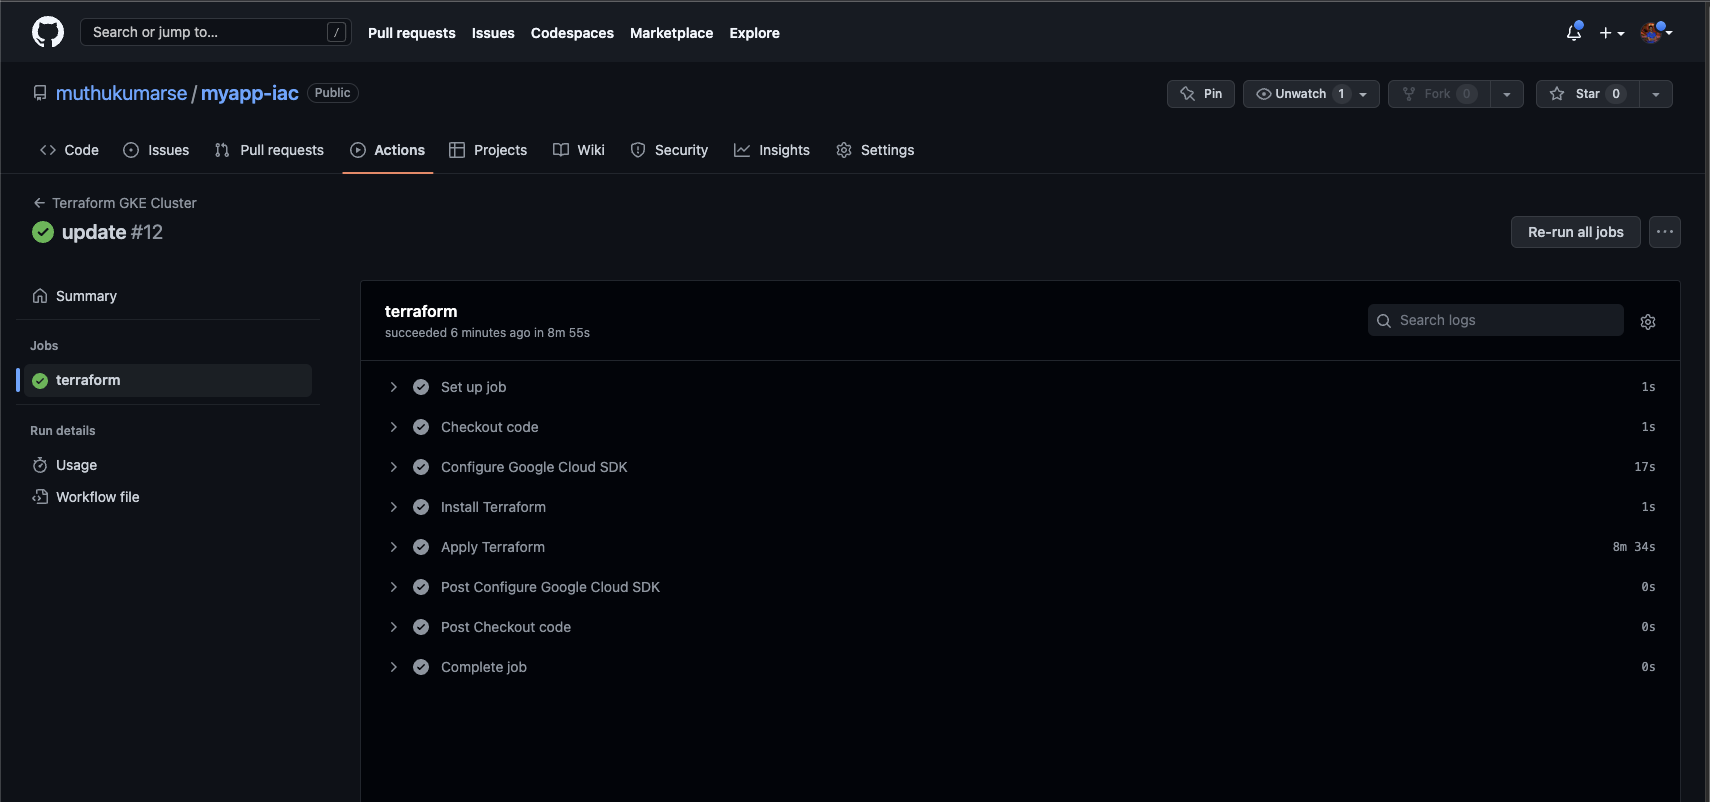 Search or jump to... /
Pull requests Issues Codespaces Marketplace Explore
muthukumarse / myapp-iac Public
Pin Unwatch 1 Fork 0 Star 0
Code Issues Pull requests Actions Projects Wiki Security Insights Settings
Terraform GKE Cluster
update #12
Re-run all jobs
Summary
Jobs
terraform
Run details
Usage
Workflow file
terraform
succeeded 6 minutes ago in 8m 55s
Search logs
Set up job 1s
Checkout code 1s
Configure Google Cloud SDK 17s
Install Terraform 1s
Apply Terraform 8m 34s
Post Configure Google Cloud SDK 0s
Post Checkout code 0s
Complete job 0s